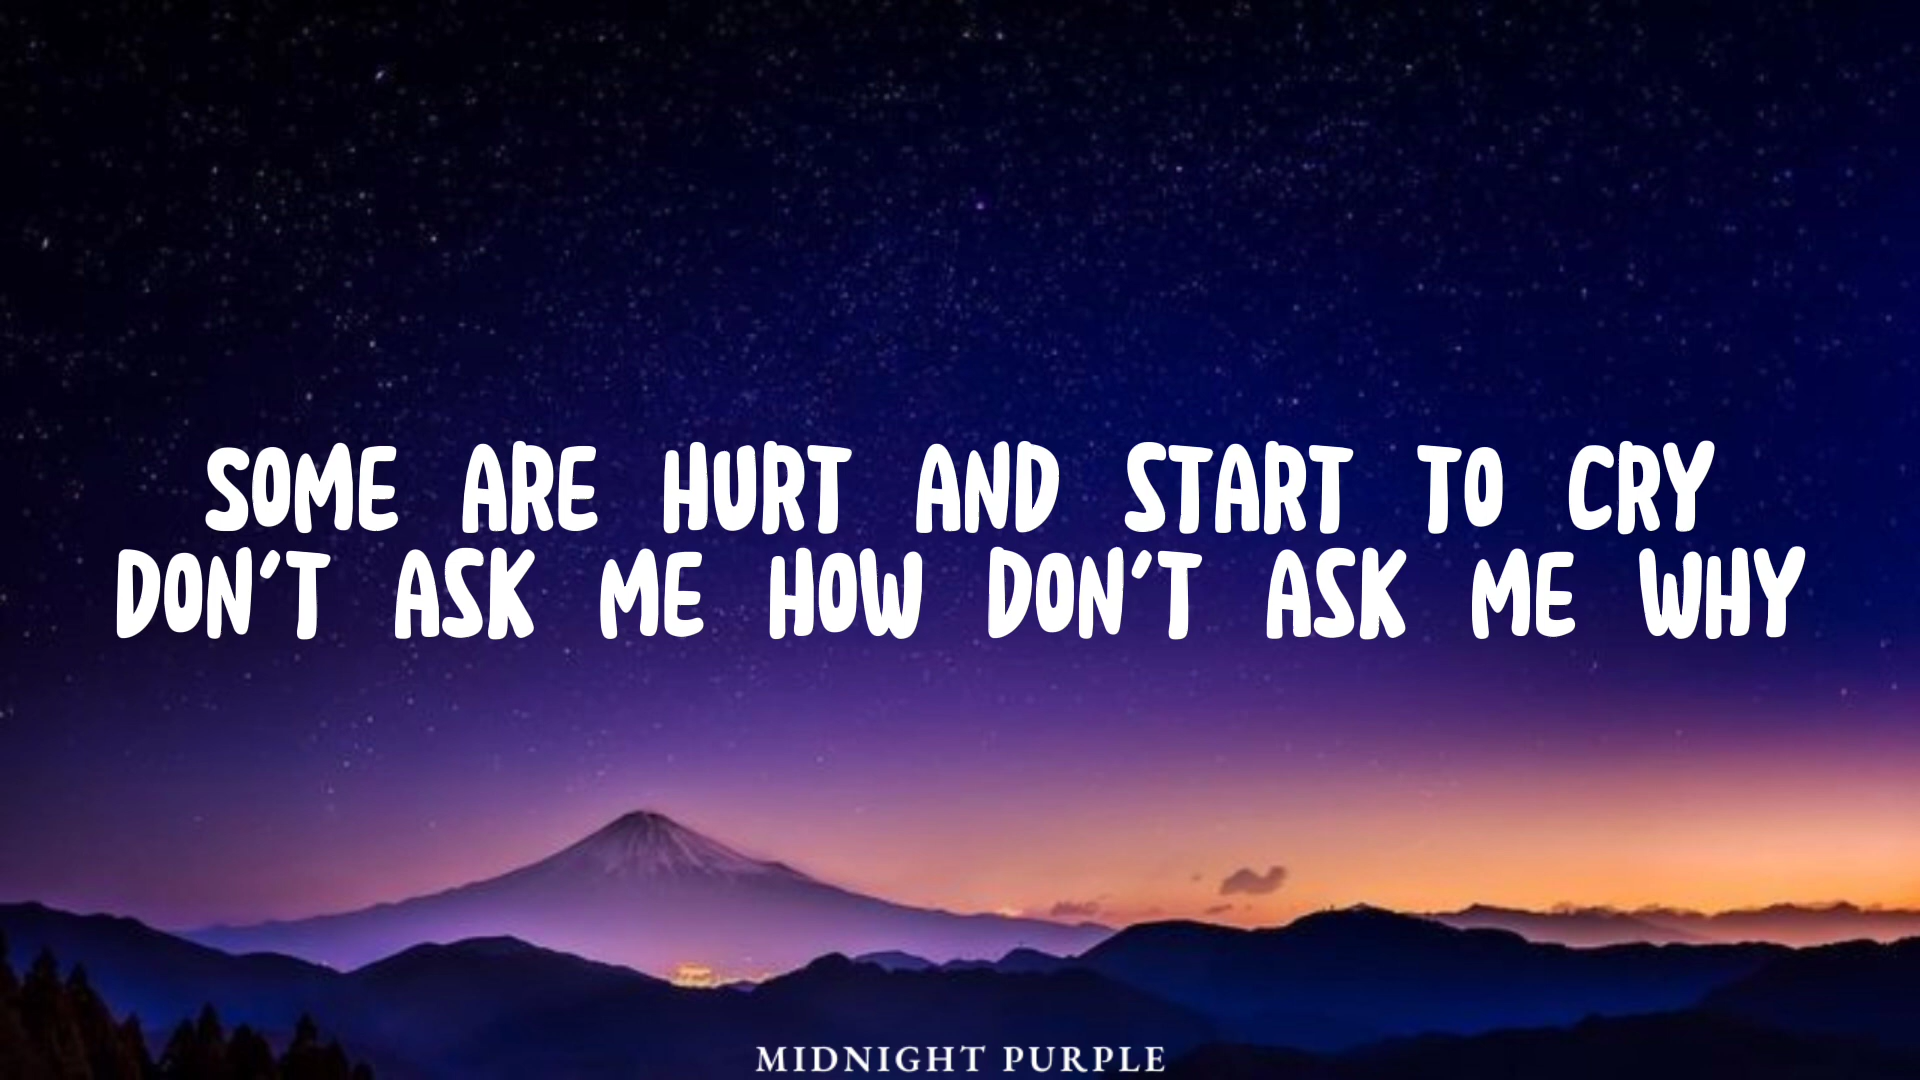 SOME ARE HURT AND START TO CRY
DON'T ASK ME HOW DON'T ASK ME WHY
MIDNIGHT PURPLE